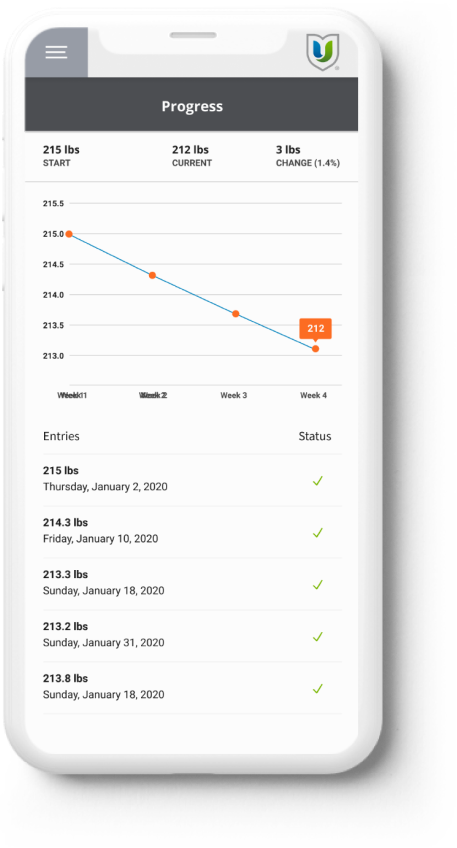 Progress
215 lbs 212 lbs 3 lbs
START CURRENT CHANGE (1.4%)
215.5
215.0
214.5
214.0
213.5
213.0
212
Week 1 Week 2 Week 3 Week 4
Entries Status
215 lbs
Thursday, January 2, 2020
214.3 lbs
Friday, January 10, 2020
213.3 lbs
Sunday, January 18, 2020
213.2 lbs
Sunday, January 31, 2020
213.8 lbs
Sunday, January 18, 2020